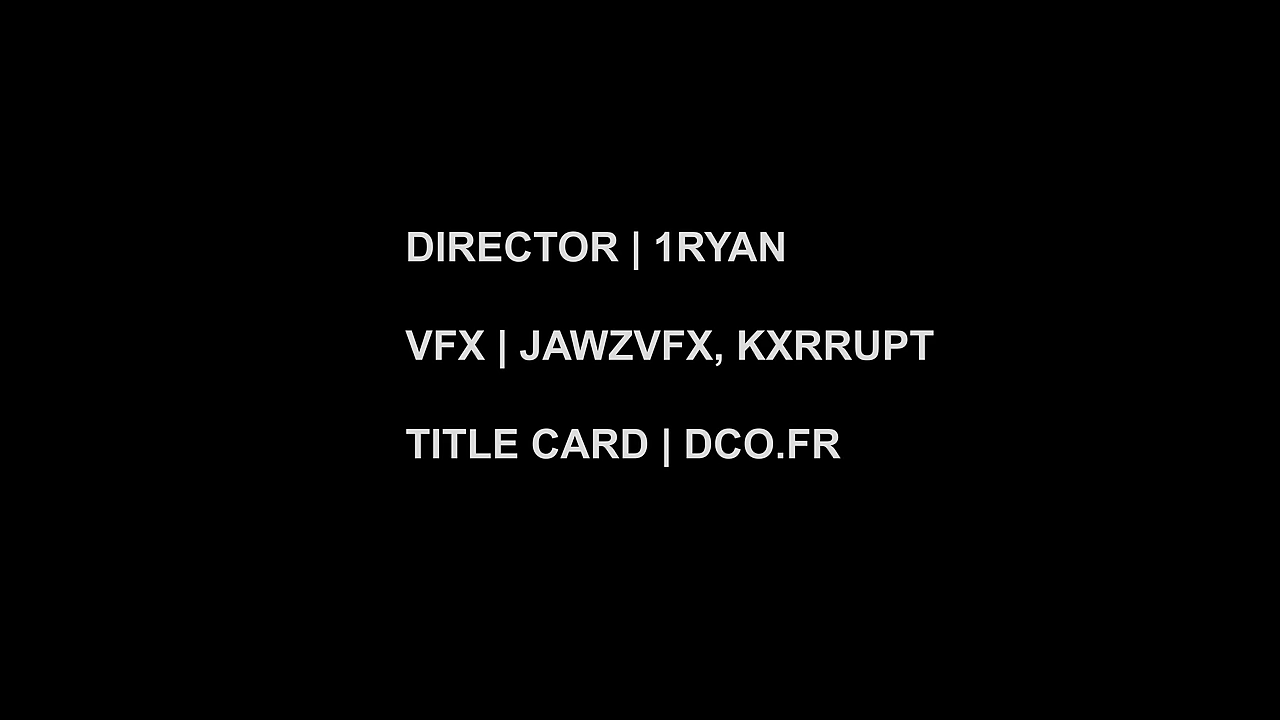 DIRECTOR | 1RYAN
VFX | JAWZVFX, KXRRUPT
TITLE CARD | DCO.FR